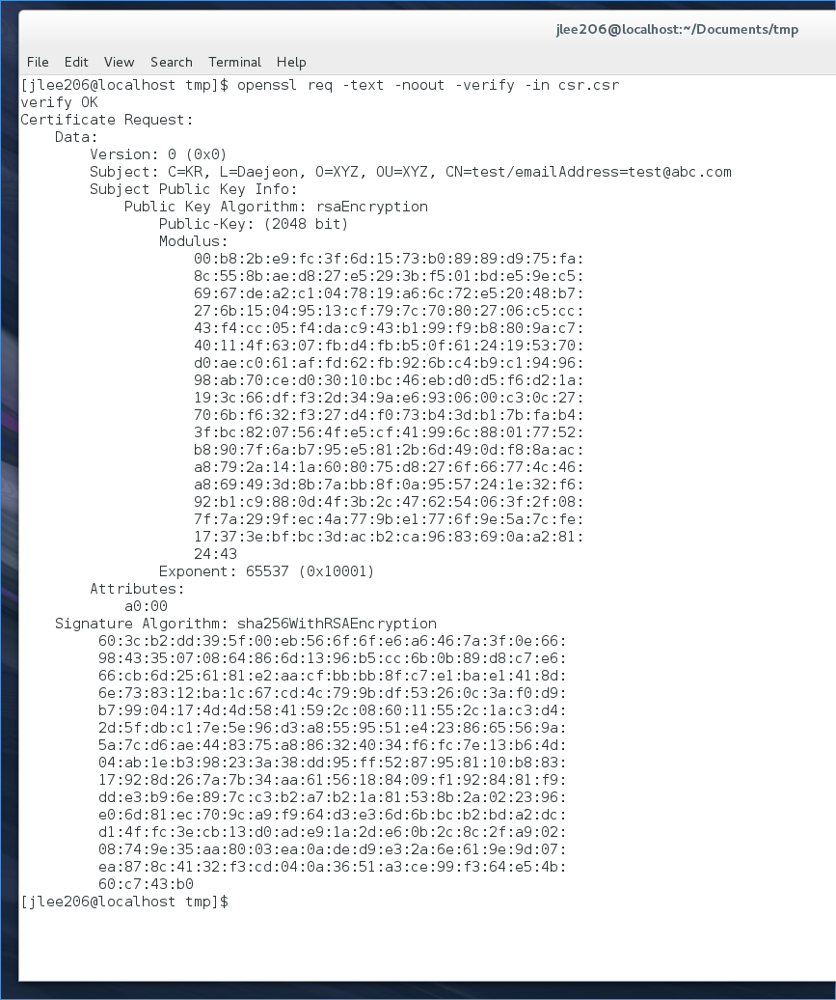 jlee206@localhost:~/Documents/tmp
File Edit View Search Terminal Help
[jlee206@localhost tmp]$ openssl req -text -noout -verify -in csr.csr
verify OK
Certificate Request:
    Data:
        Version: 0 (0x0)
        Subject: C=KR, L=Daejeon, O=XYZ, OU=XYZ, CN=test/emailAddress=test@abc.com
        Subject Public Key Info:
            Public Key Algorithm: rsaEncryption
                Public-Key: (2048 bit)
                Modulus:
                    00:b8:2b:e9:fc:3f:6d:15:73:b0:89:89:d9:75:fa:
                    8c:55:8b:ae:d8:27:e5:29:3b:f5:01:bd:e5:9e:c5:
                    69:67:de:a2:c1:04:78:19:a6:6c:72:e5:20:48:b7:
                    27:6b:15:04:95:13:cf:79:7c:70:80:27:06:c5:cc:
                    43:f4:cc:05:f4:da:c9:43:b1:99:f9:b8:80:9a:c7:
                    40:11:4f:63:07:fb:d4:fb:b5:0f:61:24:19:53:70:
                    d0:ae:c0:61:af:fd:62:fb:92:6b:c4:b9:c1:94:96:
                    98:ab:70:ce:d0:30:10:bc:46:eb:d0:d5:f6:d2:1a:
                    19:3c:66:df:f3:2d:34:9a:e6:93:06:00:c3:0c:27:
                    70:6b:f6:32:f3:27:d4:f0:73:b4:3d:b1:7b:fa:b4:
                    3f:bc:82:07:56:4f:e5:cf:41:99:6c:88:01:77:52:
                    b8:90:7f:6a:b7:95:e5:81:2b:6d:49:0d:f8:8a:ac:
                    a8:79:2a:14:1a:60:80:75:d8:27:6f:66:77:4c:46:
                    a8:69:49:3d:8b:7a:bb:8f:0a:95:57:24:1e:32:f6:
                    92:b1:c9:88:0d:4f:3b:2c:47:62:54:06:3f:2f:08:
                    7f:7a:29:9f:ec:4a:77:9b:e1:77:6f:9e:5a:7c:fe:
                    17:37:3e:bf:bc:3d:ac:b2:ca:96:83:69:0a:a2:81:
                    24:43
                Exponent: 65537 (0x10001)
        Attributes:
            a0:00
    Signature Algorithm: sha256WithRSAEncryption
         60:3c:b2:dd:39:5f:00:eb:56:6f:6f:e6:a6:46:7a:3f:0e:66:
         98:43:35:07:08:64:86:6d:13:96:b5:cc:6b:0b:89:d8:c7:e6:
         66:cb:6d:25:61:81:e2:aa:cf:bb:bb:8f:c7:e1:ba:e1:41:8d:
         6e:73:83:12:ba:1c:67:cd:4c:79:9b:df:53:26:0c:3a:f0:d9:
         b7:99:04:17:4d:4d:58:41:59:2c:08:60:11:55:2c:1a:c3:d4:
         2d:5f:db:c1:7e:5e:96:d3:a8:55:95:51:e4:23:86:65:56:9a:
         5a:7c:d6:ae:44:83:75:a8:86:32:40:34:f6:fc:7e:13:b6:4d:
         04:ab:1e:b3:98:23:3a:38:dd:95:ff:52:87:95:81:10:b8:83:
         17:92:8d:26:7a:7b:34:aa:61:56:18:84:09:f1:92:84:81:f9:
         dd:e3:b9:6e:89:7c:c3:b2:a7:b2:1a:81:53:8b:2a:02:23:96:
         e0:6d:81:ec:70:9c:a9:f9:64:d3:e3:6d:6b:bc:b2:bd:a2:dc:
         d1:4f:fc:3e:cb:13:d0:ad:e9:1a:2d:e6:0b:2c:8c:2f:a9:02:
         08:74:9e:35:aa:80:03:ea:0a:de:d9:e3:2a:6e:61:9e:9d:07:
         ea:87:8c:41:32:f3:cd:04:0a:36:51:a3:ce:99:f3:64:e5:4b:
         60:c7:43:b0
[jlee206@localhost tmp]$